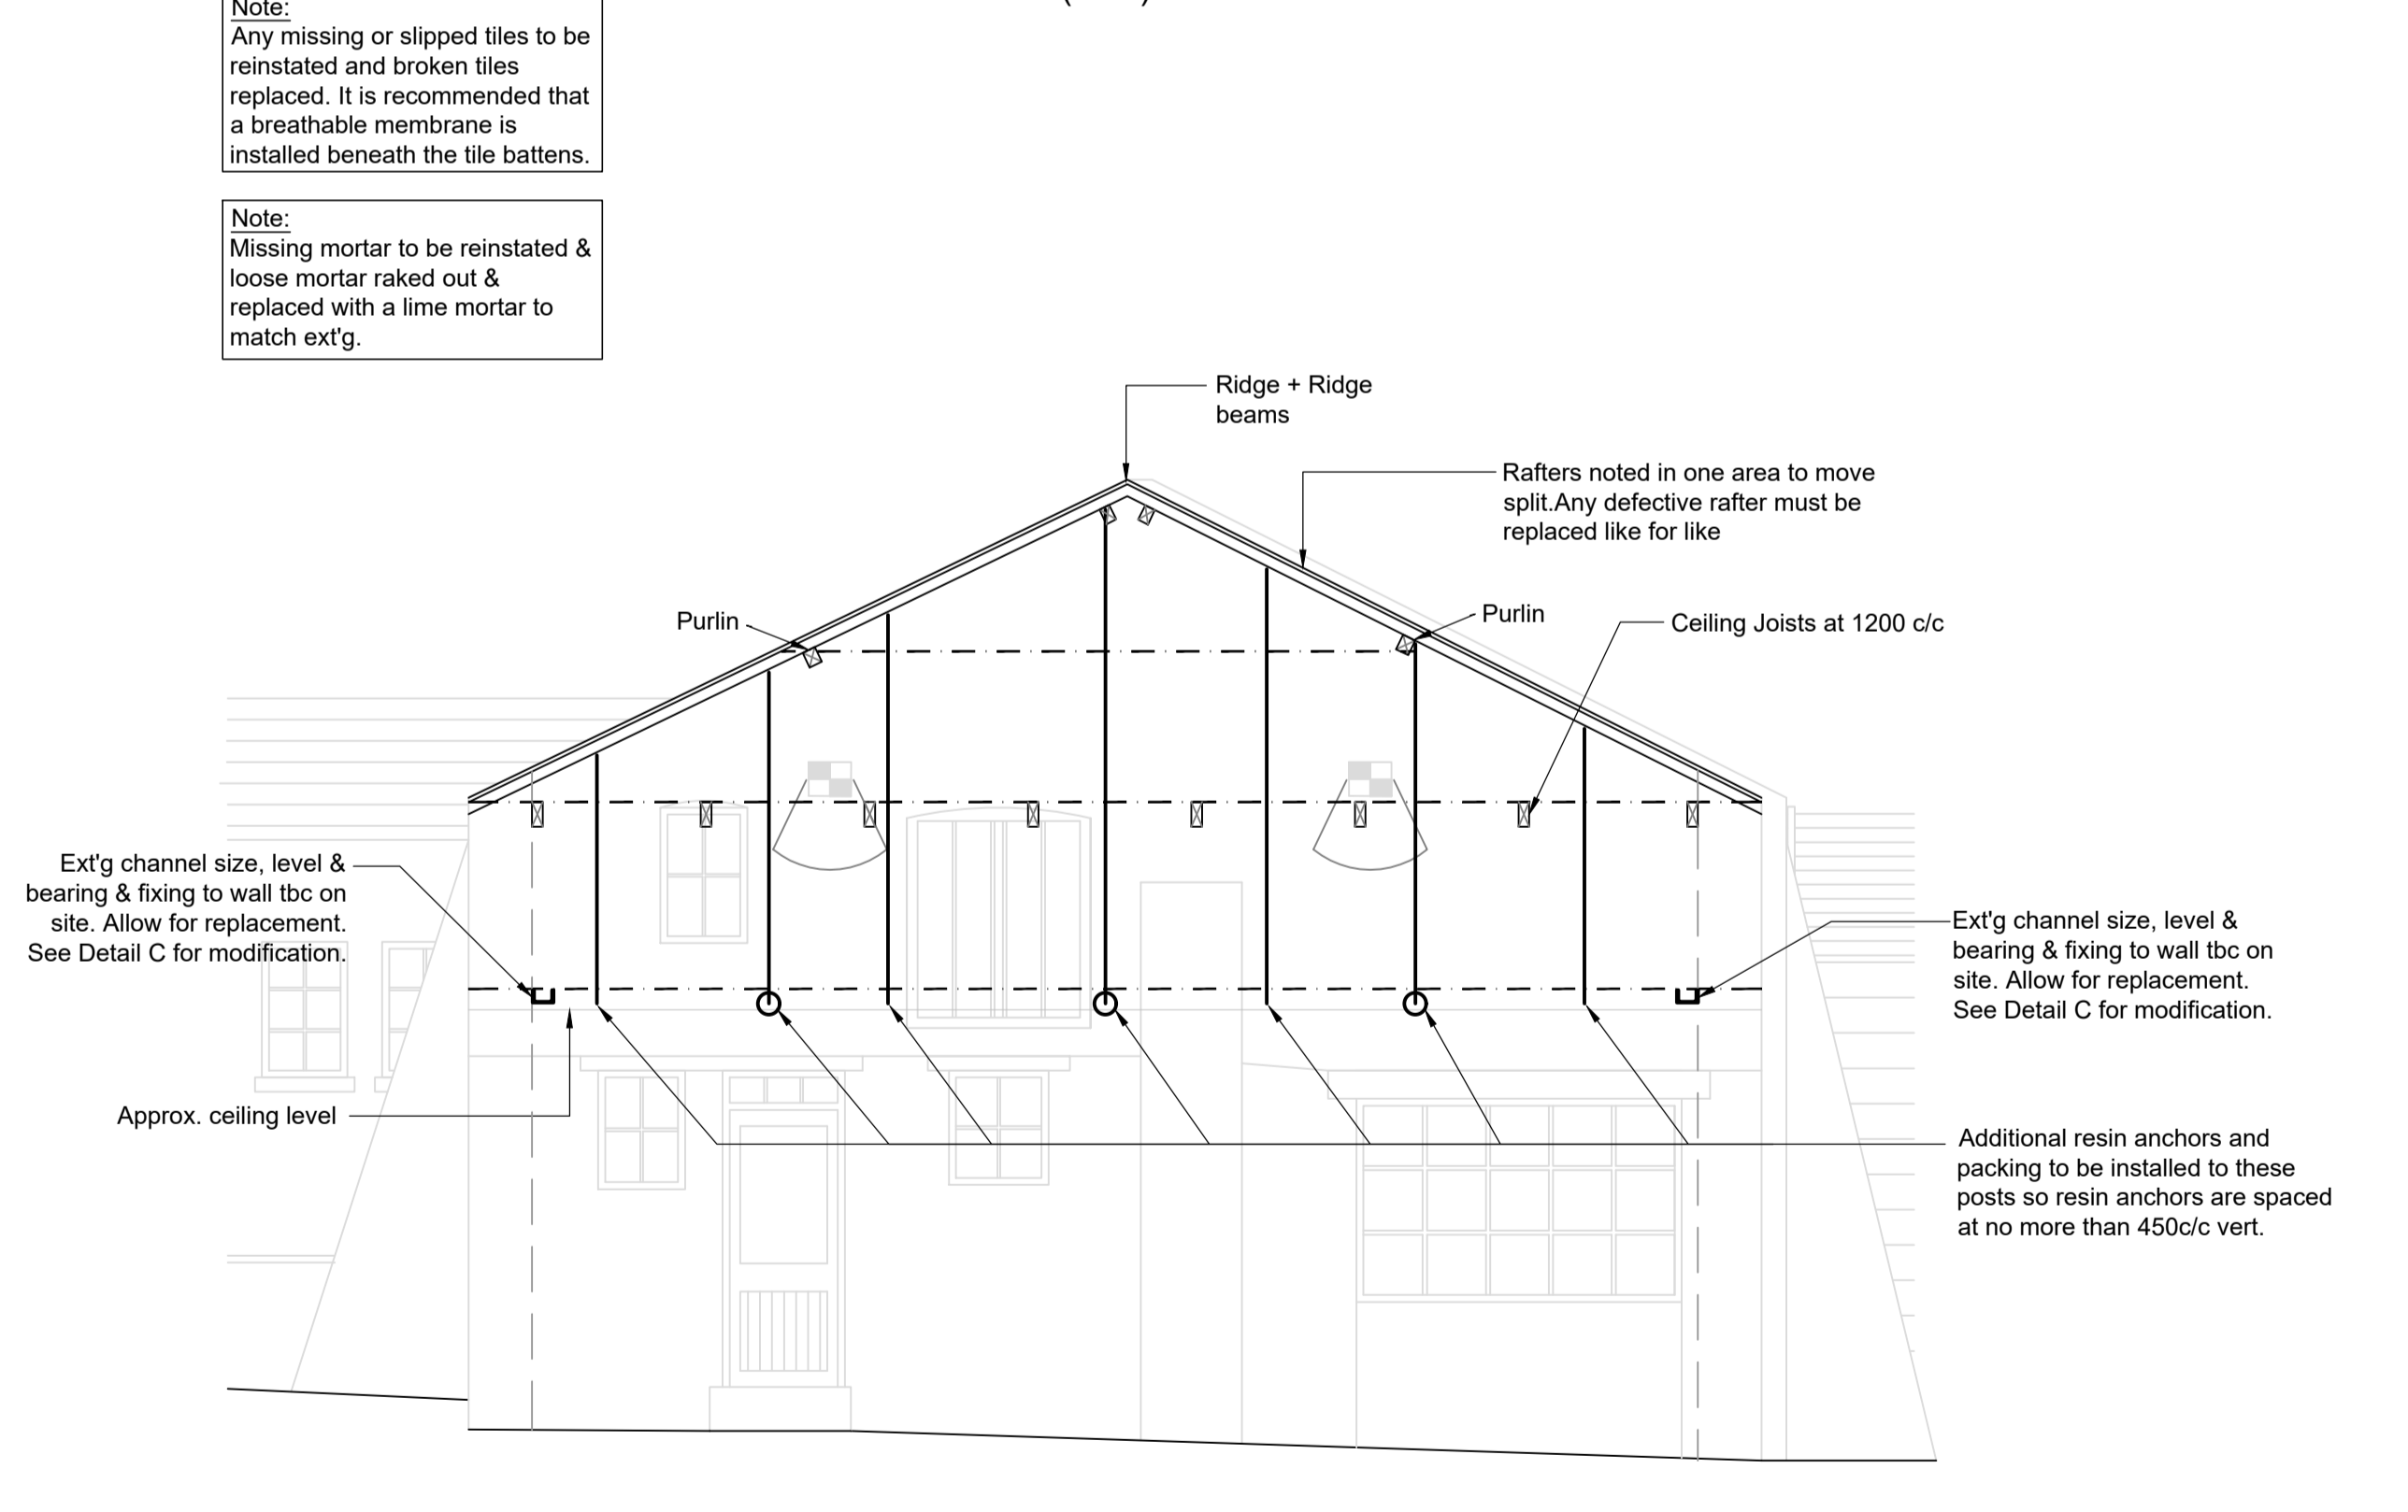 Note:
Any missing or slipped tiles to be
reinstated and broken tiles
replaced. It is recommended that
a breathable membrane is
installed beneath the tile battens.
Note:
Missing mortar to be reinstated &
loose mortar raked out &
replaced with a lime mortar to
match ext'g.
Ridge + Ridge
beams
Rafters noted in one area to move
split.Any defective rafter must be
replaced like for like
Purlin
Purlin
Ceiling Joists at 1200 c/c
Ext'g channel size, level &
bearing & fixing to wall tbc on
site. Allow for replacement.
See Detail C for modification.
Ext'g channel size, level &
bearing & fixing to wall tbc on
site. Allow for replacement.
See Detail C for modification.
Approx. ceiling level
Additional resin anchors and
packing to be installed to these
posts so resin anchors are spaced
at no more than 450c/c vert.